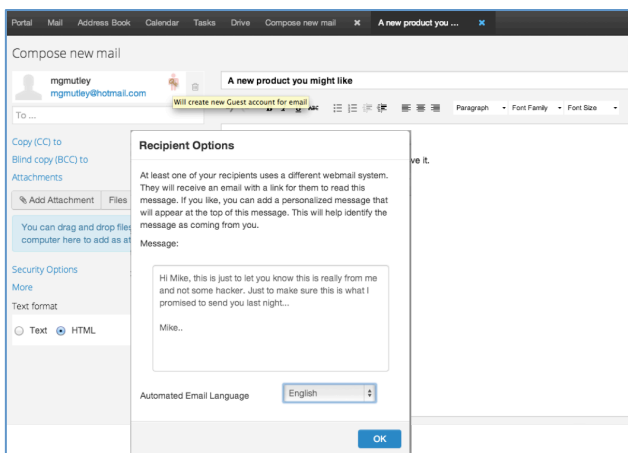 Portal Mail Address Book Calendar Tasks Drive Compose new mail × A new product you ... ×
Compose new mail
mgmutley
mgmutley@hotmail.com
A new product you might like
Will create new Guest account for email
B I U ABC Paragraph Font Family Font Size
To ...
Copy (CC) to
Blind copy (BCC) to
Attachments
Add Attachment Files
You can drag and drop files
computer here to add as at
Security Options
More
Text format
Text HTML
ve it.
Recipient Options
At least one of your recipients uses a different webmail system.
They will receive an email with a link for them to read this
message. If you like, you can add a personalized message that
will appear at the top of this message. This will help identify the
message as coming from you.
Message:
Hi Mike, this is just to let you know this is really from me
and not some hacker. Just to make sure this is what I
promised to send you last night...
Mike..
Automated Email Language English
OK